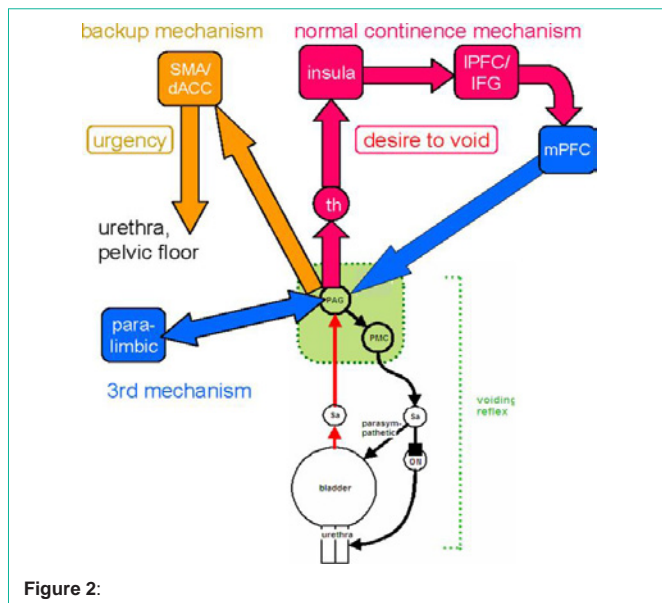 backup mechanism
normal continence mechanism
SMA/
dACC
insula
lPFC/
IFG
urgency
desire to void
mPFC
th
urethra,
pelvic floor
PAG
para-
limbic
PMC
3rd mechanism
voiding
reflex
Sa
Sa
parasym-
pathetic
ON
bladder
urethra
Figure 2: